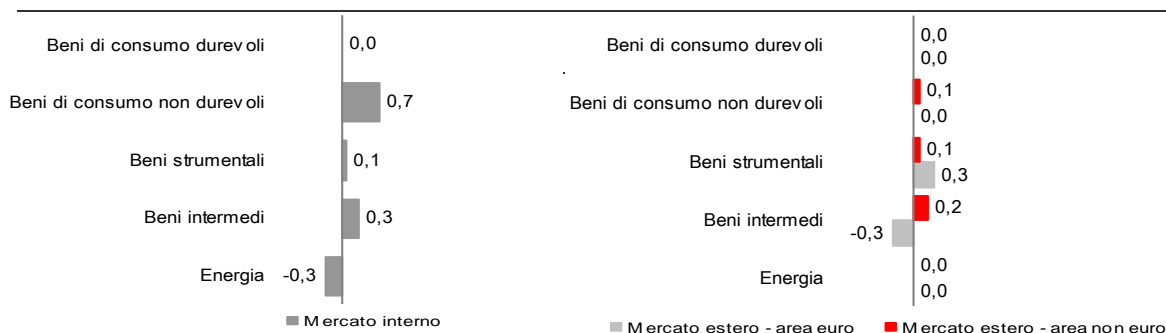 Beni di consumo durevoli 0,0
Beni di consumo non durevoli 0,7
Beni strumentali 0,1
Beni intermedi 0,3
Energia -0,3
Mercato interno
Beni di consumo durevoli 0,0
0,0
Beni di consumo non durevoli 0,1
0,0
Beni strumentali 0,1
0,3
Beni intermedi 0,2
-0,3
Energia 0,0
0,0
Mercato estero - area euro Mercato estero - area non euro